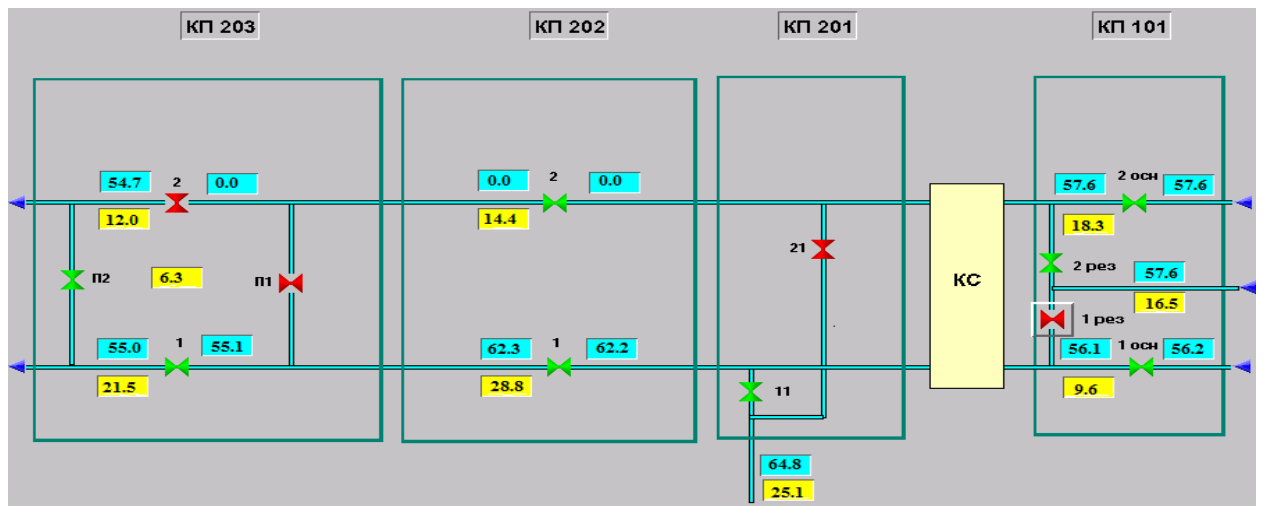 КП 203 КП 202 КП 201 КП 101
54.7 2 0.0 0.0 2 0.0 57.6 2 осн 57.6
12.0 14.4 18.3
21
П2 6.3 П1 КС 2 рез 57.6
16.5
1 рез
55.0 1 55.1 62.3 1 62.2 56.1 1 осн 56.2
21.5 28.8 11 9.6
64.8
25.1